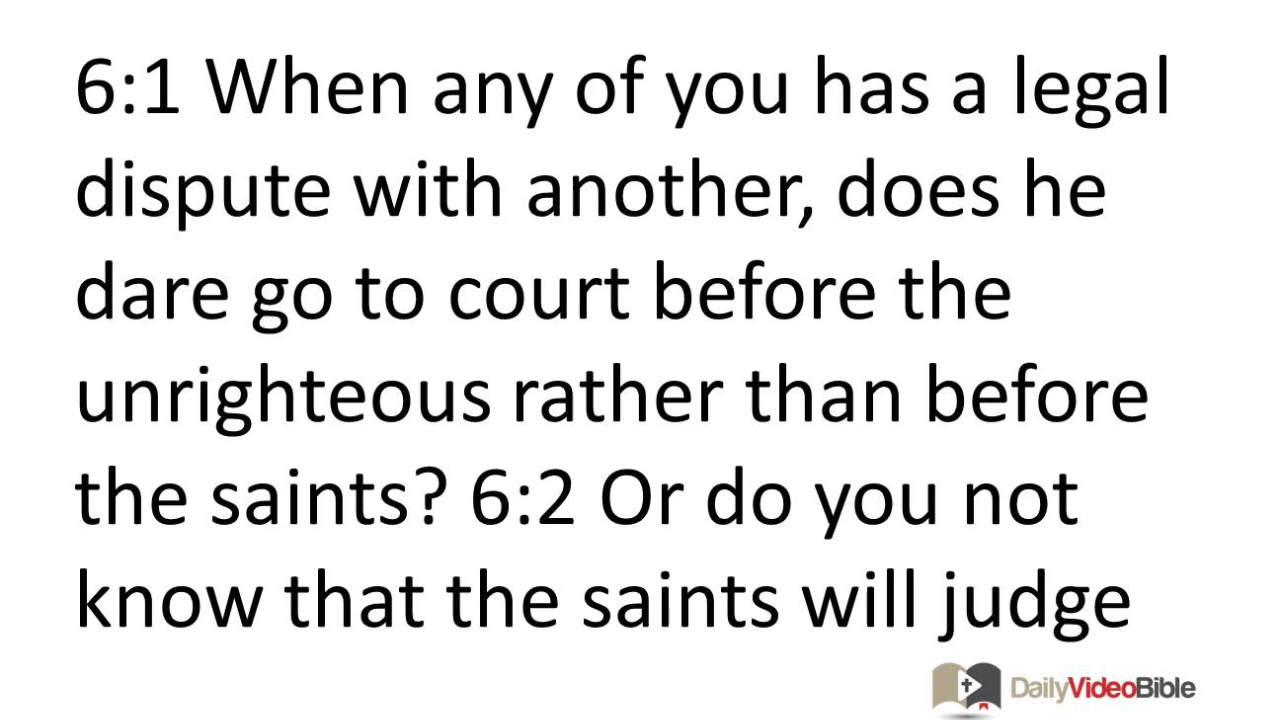 6:1 When any of you has a legal
dispute with another, does he
dare go to court before the
unrighteous rather than before
the saints? 6:2 Or do you not
know that the saints will judge
DailyVideoBible